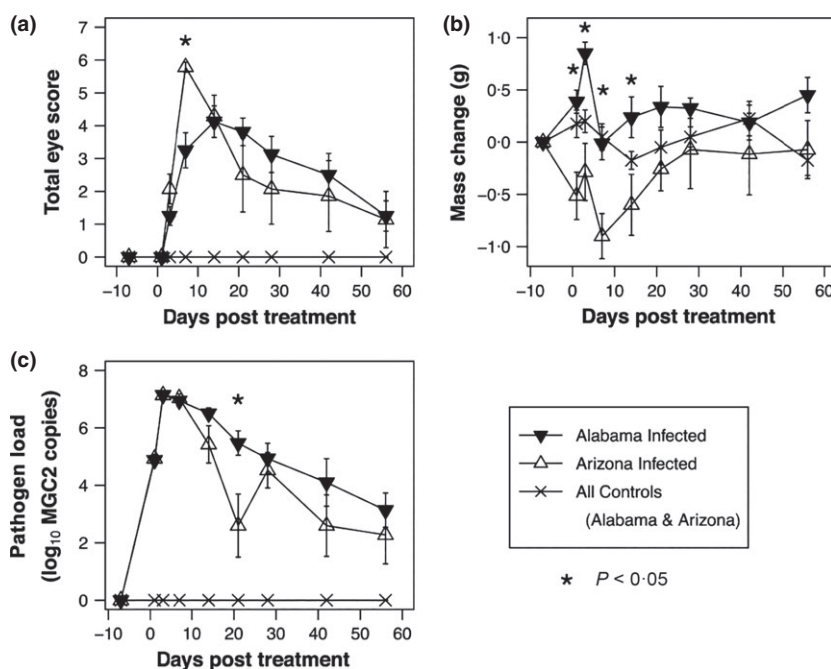 (a)
7
6
5
4
3
2
1
0
Total eye score
*
−10 0 10 20 30 40 50 60
Days post treatment
(b)
1·0
0·5
0·0
−0·5
−1·0
Mass change (g)
* * * *
−10 0 10 20 30 40 50 60
Days post treatment
(c)
8
6
4
2
0
Pathogen load
(log₁₀ MGC2 copies)
*
−10 0 10 20 30 40 50 60
Days post treatment
Alabama Infected
Arizona Infected
All Controls
(Alabama & Arizona)
* P < 0·05